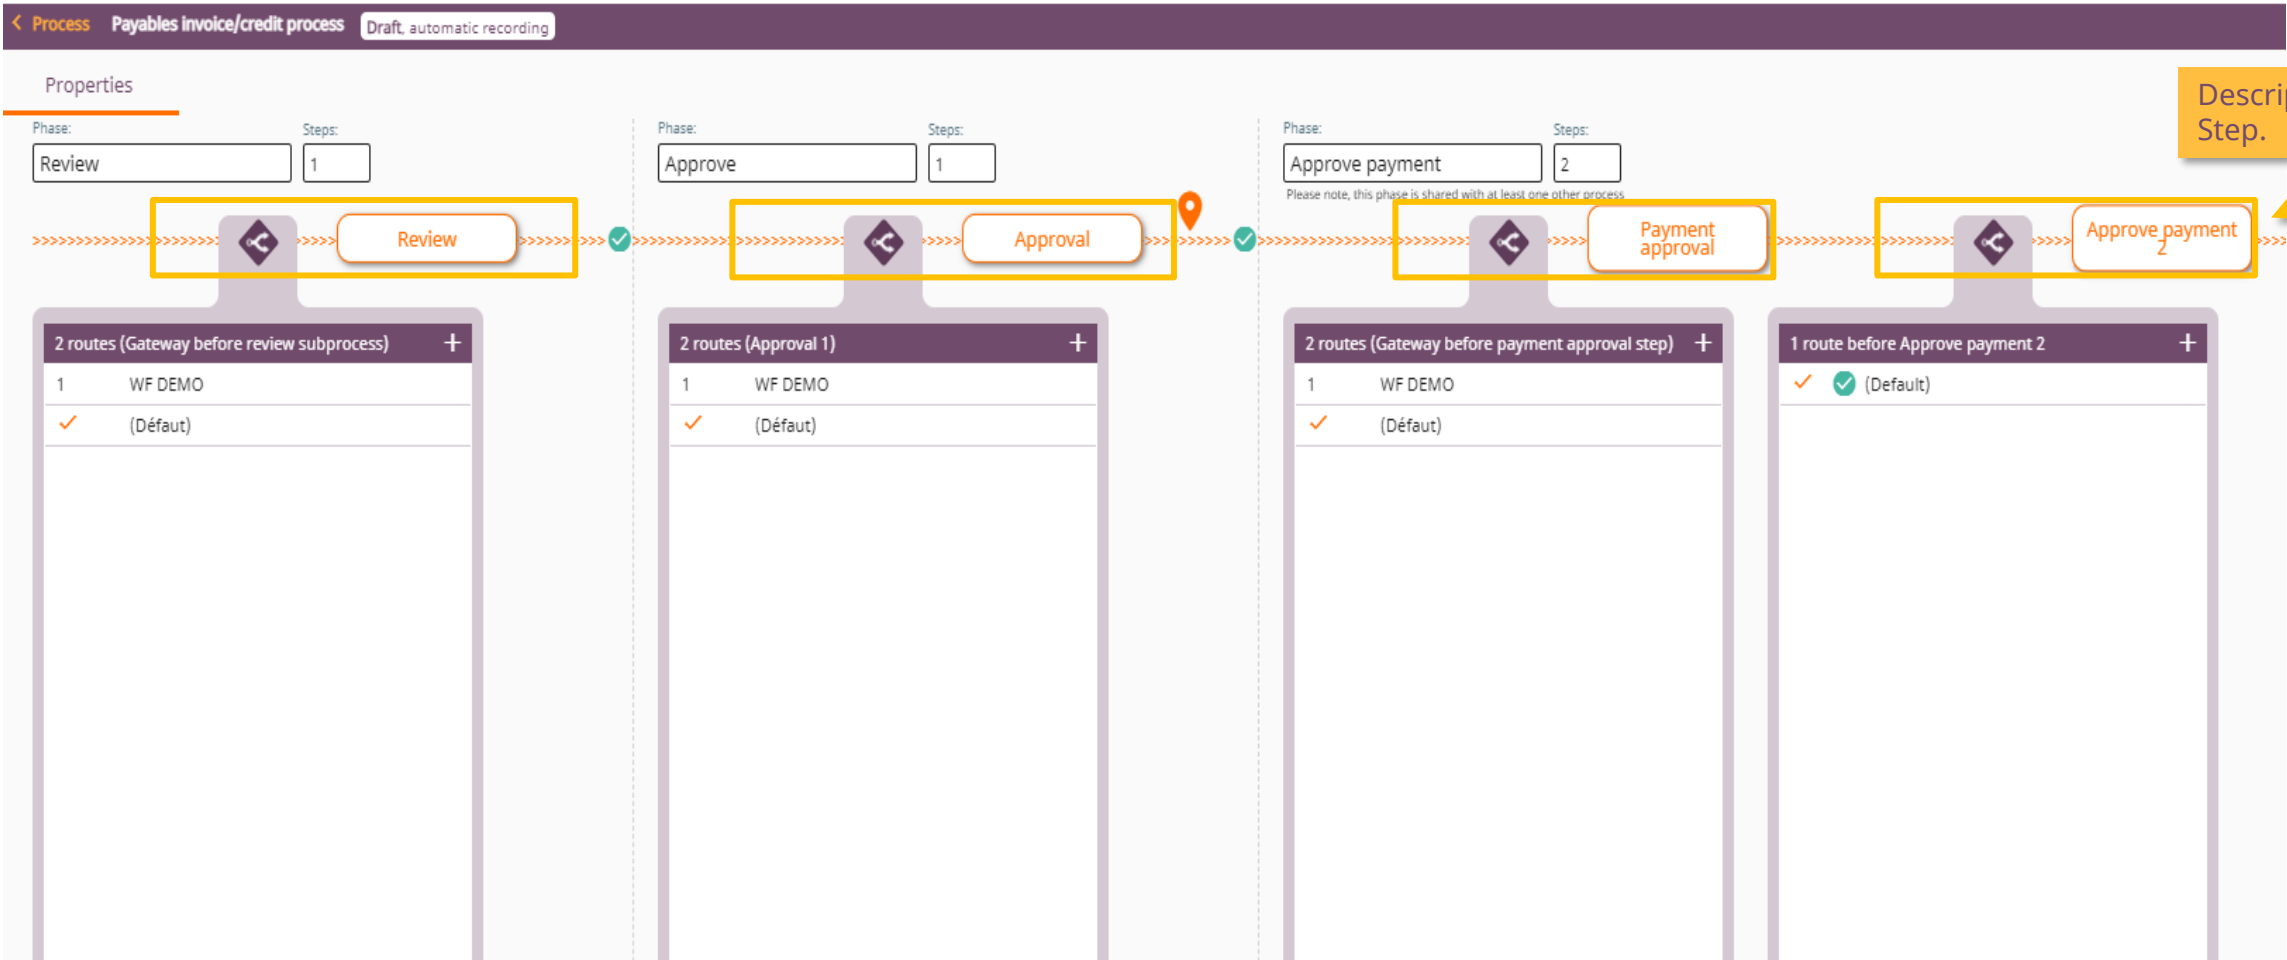 Process Payables invoice/credit process Draft, automatic recording
Properties
Phase: Steps:
Review 1
Phase: Steps:
Approve 1
Phase: Steps:
Approve payment 2
Please note, this phase is shared with at least one other process
Step.
Review
Approval
Payment
approval
Approve payment
2
2 routes (Gateway before review subprocess) +
1 WF DEMO
(Défaut)
2 routes (Approval 1) +
1 WF DEMO
(Défaut)
2 routes (Gateway before payment approval step) +
1 WF DEMO
(Défaut)
1 route before Approve payment 2 +
(Default)